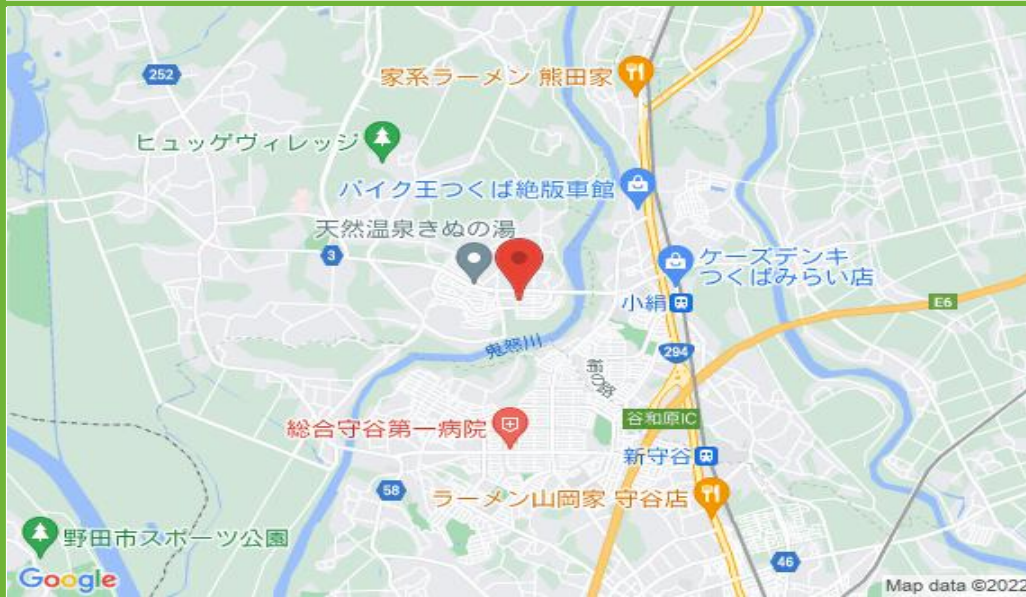 家系ラーメン 熊田家
252
ヒュッゲヴィレッジ
バイク王つくば絶版車館
天然温泉きぬの湯
3
ケーズデンキ
つくばみらい店
小絹
E6
鬼怒川
294
絹の路
谷和原IC
総合守谷第一病院
新守谷
58
ラーメン山岡家 守谷店
野田市スポーツ公園
46
Google
Map data ©2022